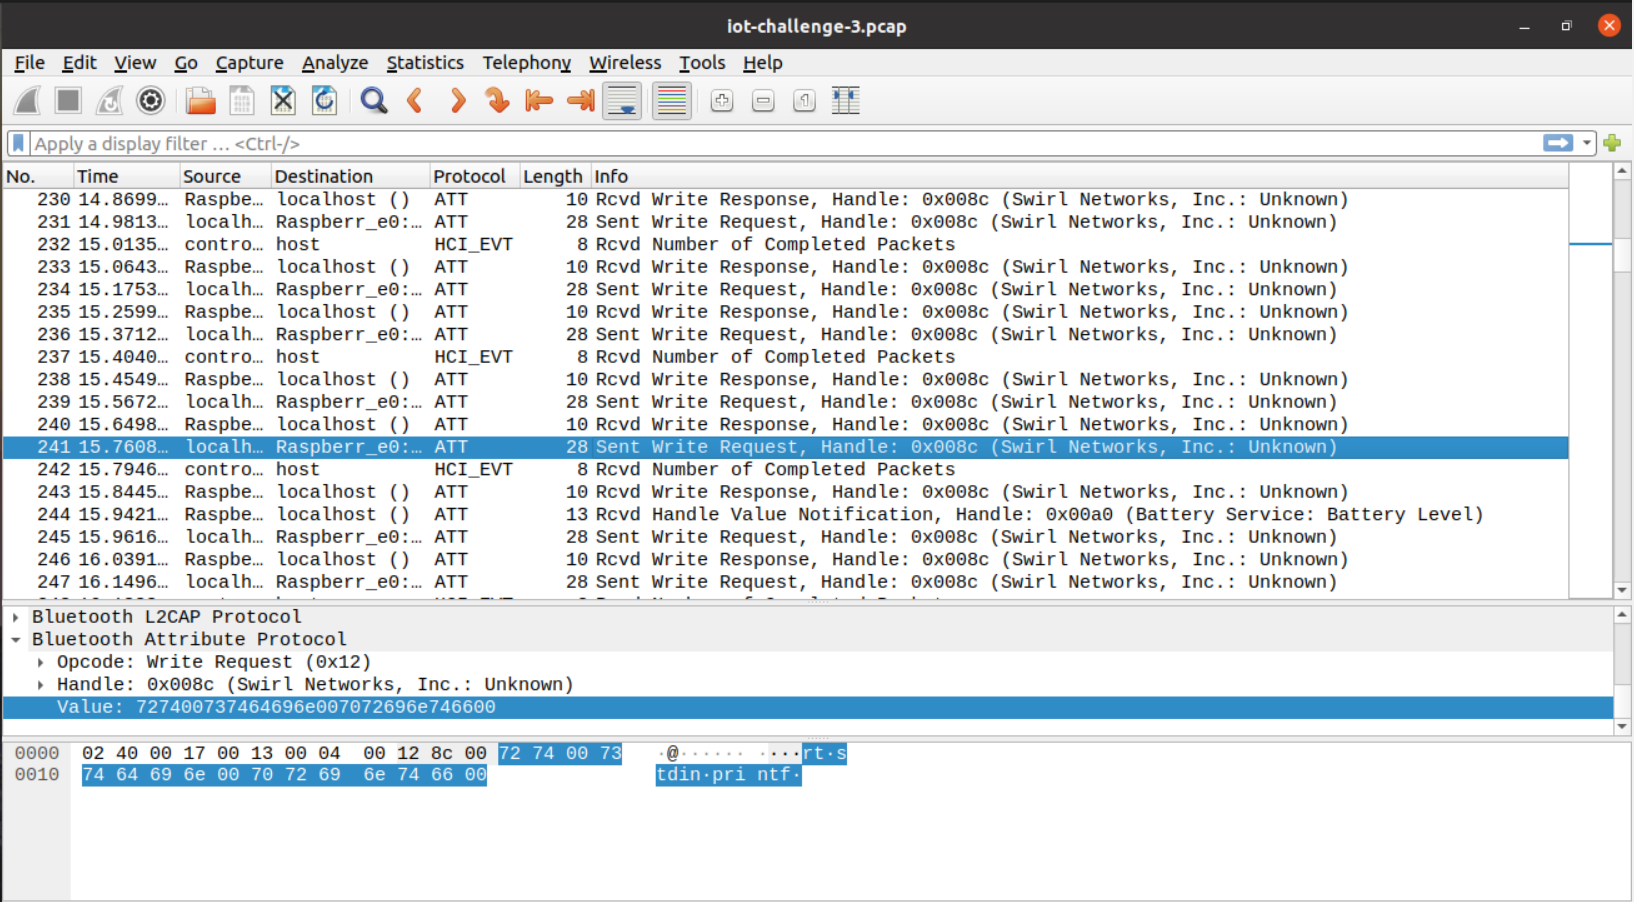 iot-challenge-3.pcap
File Edit View Go Capture Analyze Statistics Telephony Wireless Tools Help
Apply a display filter … <Ctrl-/>
No. Time Source Destination Protocol Length Info
230 14.8699… Raspbe… localhost () ATT 10 Rcvd Write Response, Handle: 0x008c (Swirl Networks, Inc.: Unknown)
231 14.9813… localh… Raspberr_e0:… ATT 28 Sent Write Request, Handle: 0x008c (Swirl Networks, Inc.: Unknown)
232 15.0135… contro… host HCI_EVT 8 Rcvd Number of Completed Packets
233 15.0643… Raspbe… localhost () ATT 10 Rcvd Write Response, Handle: 0x008c (Swirl Networks, Inc.: Unknown)
234 15.1753… localh… Raspberr_e0:… ATT 28 Sent Write Request, Handle: 0x008c (Swirl Networks, Inc.: Unknown)
235 15.2599… Raspbe… localhost () ATT 10 Rcvd Write Response, Handle: 0x008c (Swirl Networks, Inc.: Unknown)
236 15.3712… localh… Raspberr_e0:… ATT 28 Sent Write Request, Handle: 0x008c (Swirl Networks, Inc.: Unknown)
237 15.4040… contro… host HCI_EVT 8 Rcvd Number of Completed Packets
238 15.4549… Raspbe… localhost () ATT 10 Rcvd Write Response, Handle: 0x008c (Swirl Networks, Inc.: Unknown)
239 15.5672… localh… Raspberr_e0:… ATT 28 Sent Write Request, Handle: 0x008c (Swirl Networks, Inc.: Unknown)
240 15.6498… Raspbe… localhost () ATT 10 Rcvd Write Response, Handle: 0x008c (Swirl Networks, Inc.: Unknown)
241 15.7608… localh… Raspberr_e0:… ATT 28 Sent Write Request, Handle: 0x008c (Swirl Networks, Inc.: Unknown)
242 15.7946… contro… host HCI_EVT 8 Rcvd Number of Completed Packets
243 15.8445… Raspbe… localhost () ATT 10 Rcvd Write Response, Handle: 0x008c (Swirl Networks, Inc.: Unknown)
244 15.9421… Raspbe… localhost () ATT 13 Rcvd Handle Value Notification, Handle: 0x00a0 (Battery Service: Battery Level)
245 15.9616… localh… Raspberr_e0:… ATT 28 Sent Write Request, Handle: 0x008c (Swirl Networks, Inc.: Unknown)
246 16.0391… Raspbe… localhost () ATT 10 Rcvd Write Response, Handle: 0x008c (Swirl Networks, Inc.: Unknown)
247 16.1496… localh… Raspberr_e0:… ATT 28 Sent Write Request, Handle: 0x008c (Swirl Networks, Inc.: Unknown)
Bluetooth L2CAP Protocol
Bluetooth Attribute Protocol
Opcode: Write Request (0x12)
Handle: 0x008c (Swirl Networks, Inc.: Unknown)
Value: 727400737464696e007072696e746600
0000 02 40 00 17 00 13 00 04 00 12 8c 00 72 74 00 73 ·@······ ····rt·s
0010 74 64 69 6e 00 70 72 69 6e 74 66 00 tdin·pri ntf·